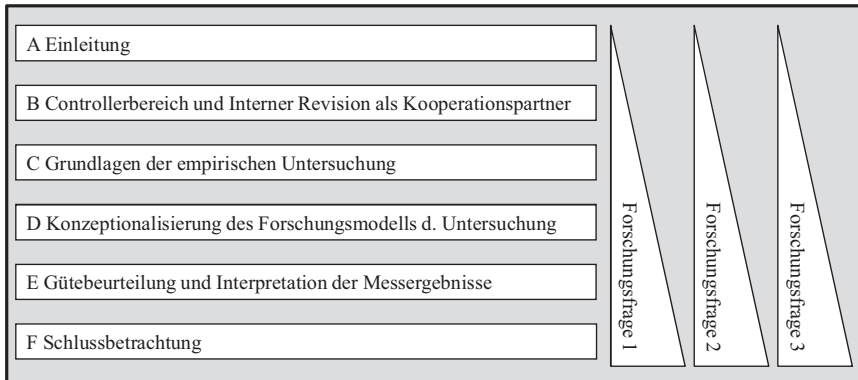 A Einleitung
B Controllerbereich und Interner Revision als Kooperationspartner
C Grundlagen der empirischen Untersuchung
D Konzeptionalisierung des Forschungsmodells d. Untersuchung
E Gütebeurteilung und Interpretation der Messergebnisse
F Schlussbetrachtung
Forschungsfrage 1
Forschungsfrage 2
Forschungsfrage 3